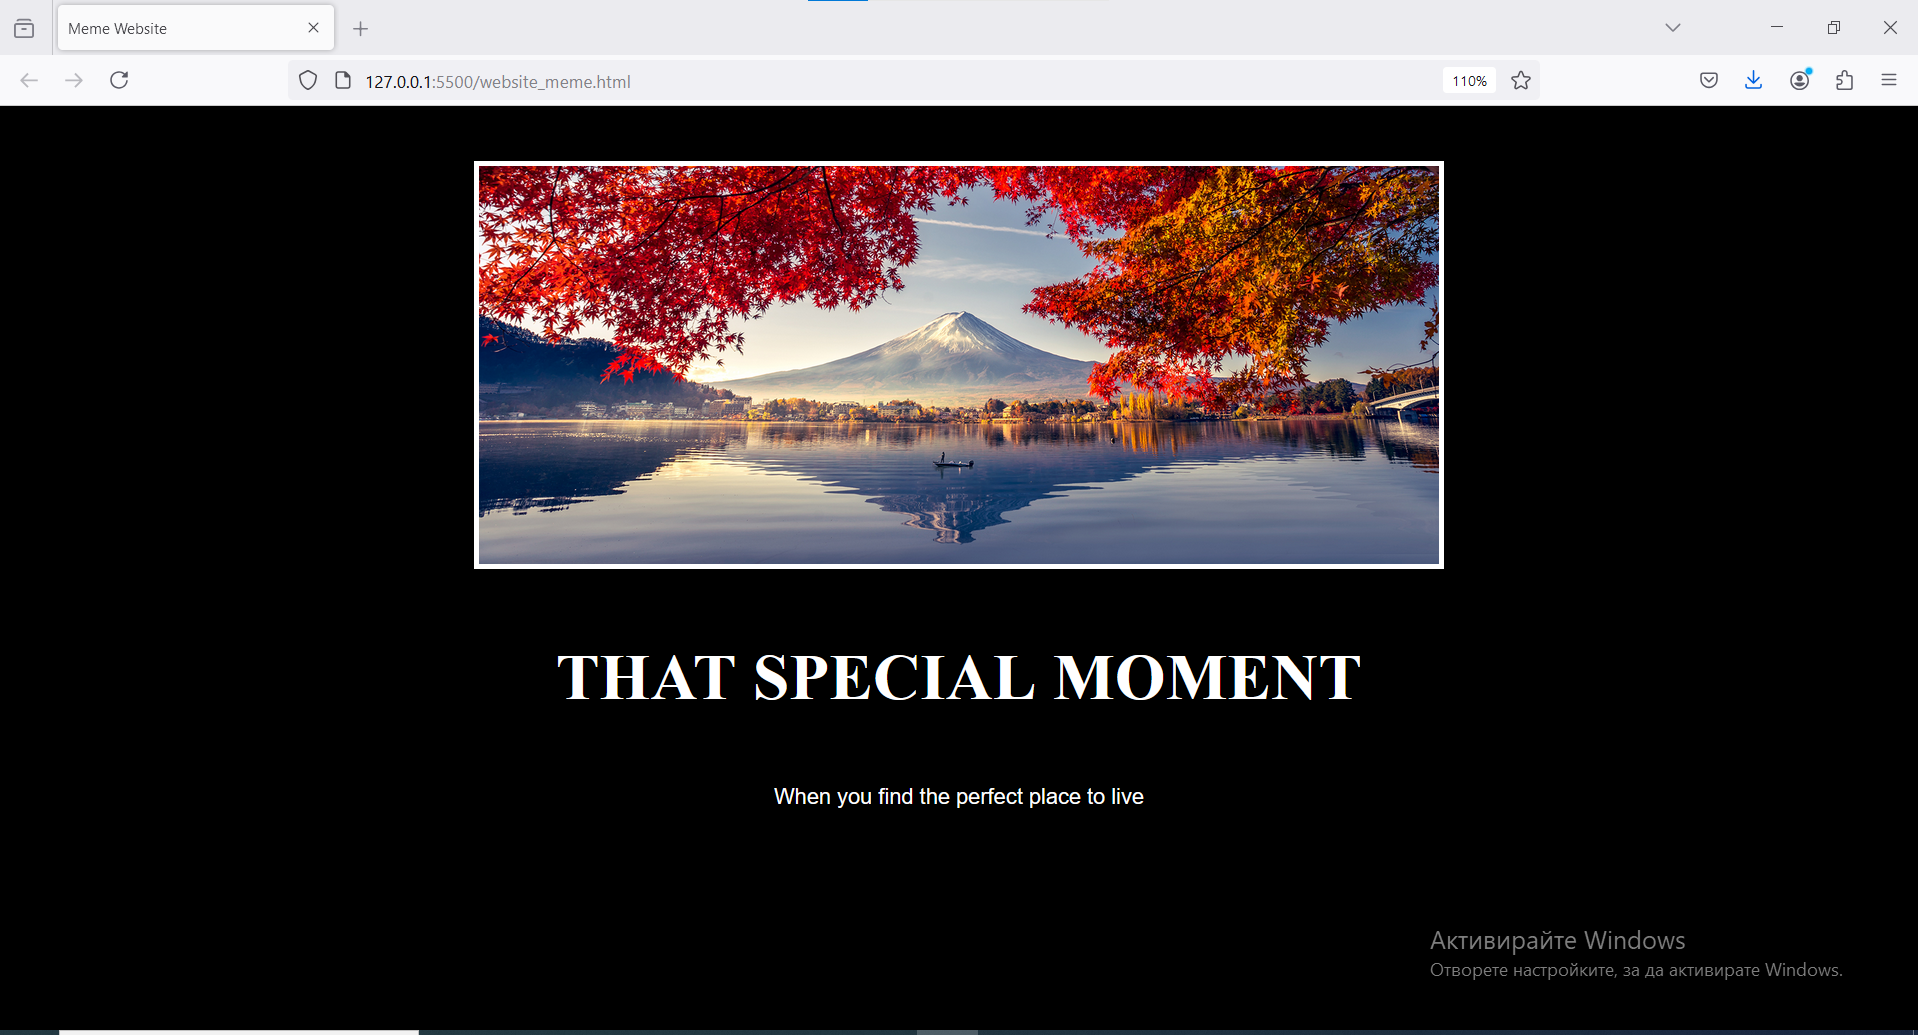 Meme Website
127.0.0.1:5500/website_meme.html
110%
THAT SPECIAL MOMENT
When you find the perfect place to live
Активирайте Windows
Отворете настройките, за да активирате Windows.